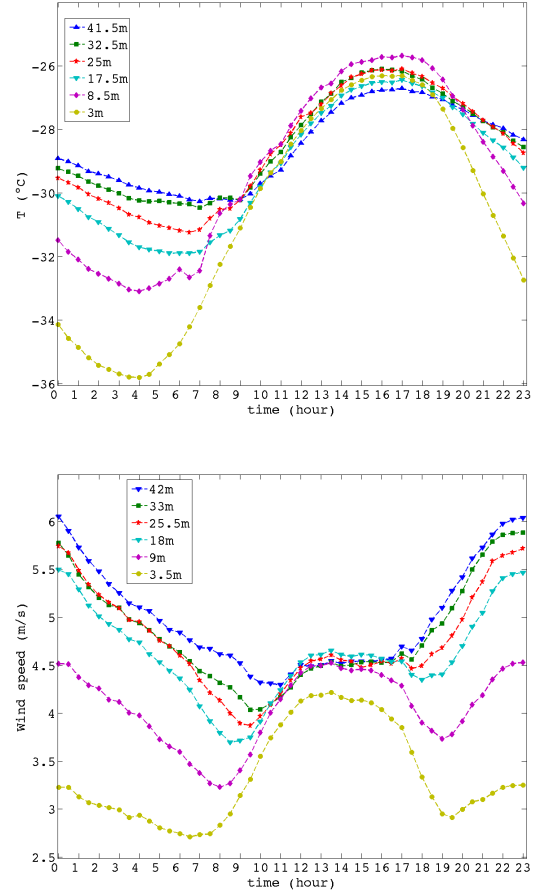 41.5m
32.5m
25m
17.5m
8.5m
3m
T (°C)
-26
-28
-30
-32
-34
-36
0 1 2 3 4 5 6 7 8 9 10 11 12 13 14 15 16 17 18 19 20 21 22 23
time (hour)
42m
33m
25.5m
18m
9m
3.5m
Wind speed (m/s)
6
5.5
5
4.5
4
3.5
3
2.5
0 1 2 3 4 5 6 7 8 9 10 11 12 13 14 15 16 17 18 19 20 21 22 23
time (hour)